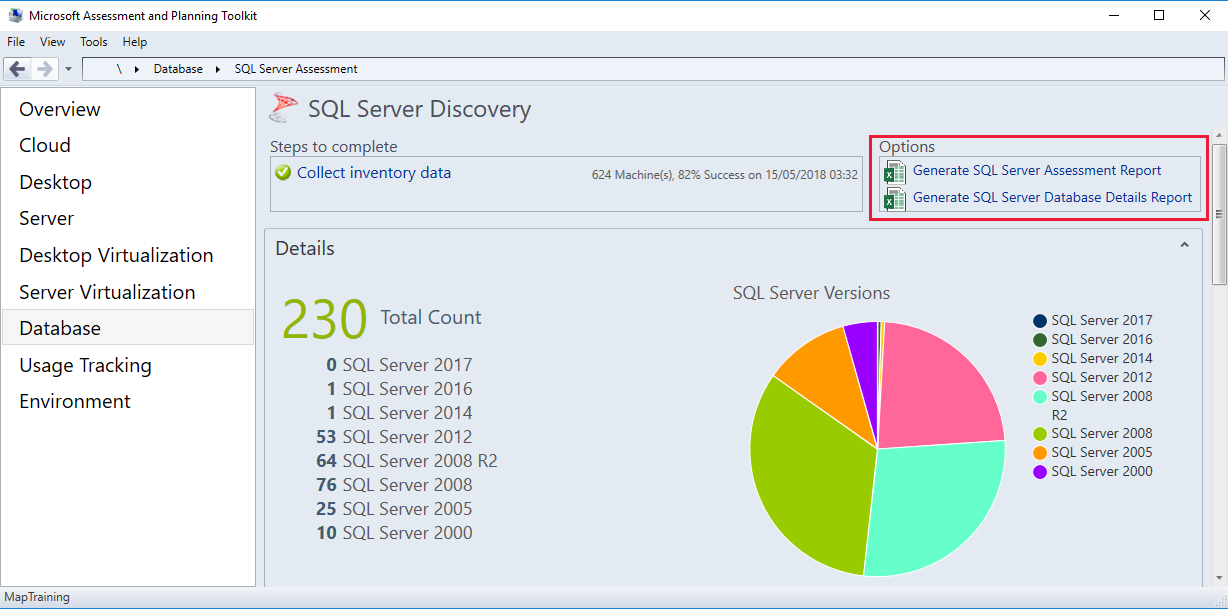 Microsoft Assessment and Planning Toolkit
File View Tools Help
\ Database SQL Server Assessment
Overview
Cloud
Desktop
Server
Desktop Virtualization
Server Virtualization
Database
Usage Tracking
Environment
SQL Server Discovery
Steps to complete
Collect inventory data 624 Machine(s), 82% Success on 15/05/2018 03:32
Options
Generate SQL Server Assessment Report
Generate SQL Server Database Details Report
Details
230 Total Count
0 SQL Server 2017
1 SQL Server 2016
1 SQL Server 2014
53 SQL Server 2012
64 SQL Server 2008 R2
76 SQL Server 2008
25 SQL Server 2005
10 SQL Server 2000
SQL Server Versions
SQL Server 2017
SQL Server 2016
SQL Server 2014
SQL Server 2012
SQL Server 2008
R2
SQL Server 2008
SQL Server 2005
SQL Server 2000
MapTraining